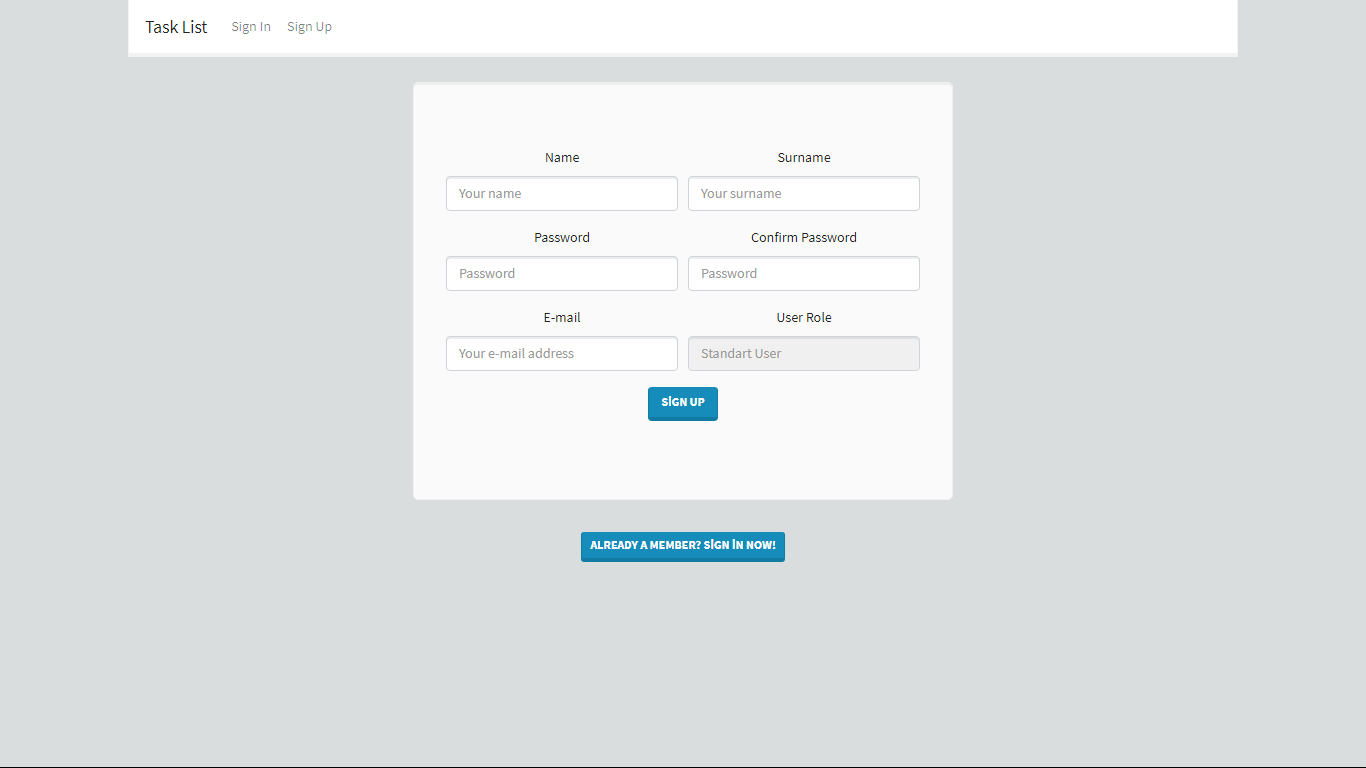 Task List Sign In Sign Up
Name Surname
Your name Your surname
Password Confirm Password
Password Password
E-mail User Role
Your e-mail address Standart User
SİGN UP
ALREADY A MEMBER? SİGN İN NOW!